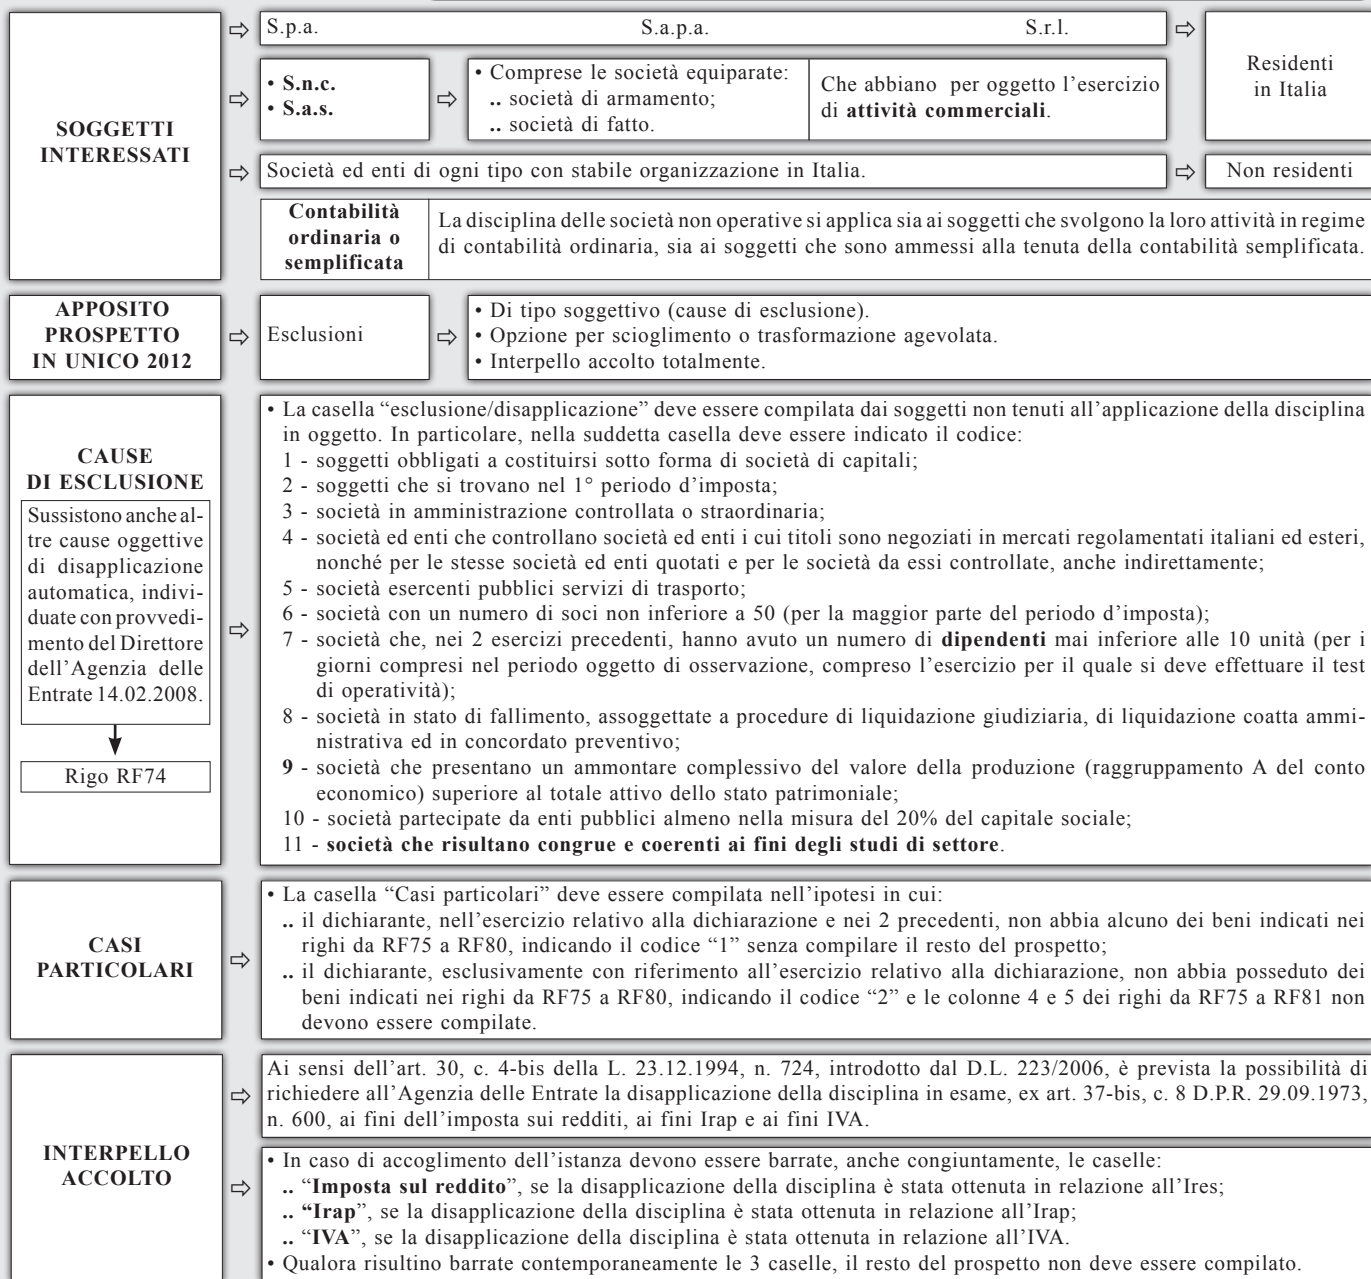 SOGGETTI
INTERESSATI
⇨ S.p.a. S.a.p.a. S.r.l. ⇨
Residenti
in Italia
⇨
• S.n.c.
• S.a.s.
⇨
• Comprese le società equiparate:
.. società di armamento;
.. società di fatto.
Che abbiano per oggetto l’esercizio
di attività commerciali.
⇨ Società ed enti di ogni tipo con stabile organizzazione in Italia. ⇨ Non residenti
Contabilità
ordinaria o
semplificata
La disciplina delle società non operative si applica sia ai soggetti che svolgono la loro attività in regime
di contabilità ordinaria, sia ai soggetti che sono ammessi alla tenuta della contabilità semplificata.
APPOSITO
PROSPETTO
IN UNICO 2012
⇨ Esclusioni ⇨
• Di tipo soggettivo (cause di esclusione).
• Opzione per scioglimento o trasformazione agevolata.
• Interpello accolto totalmente.
CAUSE
DI ESCLUSIONE
Sussistono anche al-
tre cause oggettive
di disapplicazione
automatica, indivi-
duate con provvedi-
mento del Direttore
dell’Agenzia delle
Entrate 14.02.2008.
Rigo RF74
⇨
• La casella “esclusione/disapplicazione” deve essere compilata dai soggetti non tenuti all’applicazione della disciplina
in oggetto. In particolare, nella suddetta casella deve essere indicato il codice:
1 - soggetti obbligati a costituirsi sotto forma di società di capitali;
2 - soggetti che si trovano nel 1° periodo d’imposta;
3 - società in amministrazione controllata o straordinaria;
4 - società ed enti che controllano società ed enti i cui titoli sono negoziati in mercati regolamentati italiani ed esteri,
nonché per le stesse società ed enti quotati e per le società da essi controllate, anche indirettamente;
5 - società esercenti pubblici servizi di trasporto;
6 - società con un numero di soci non inferiore a 50 (per la maggior parte del periodo d’imposta);
7 - società che, nei 2 esercizi precedenti, hanno avuto un numero di dipendenti mai inferiore alle 10 unità (per i
giorni compresi nel periodo oggetto di osservazione, compreso l’esercizio per il quale si deve effettuare il test
di operatività);
8 - società in stato di fallimento, assoggettate a procedure di liquidazione giudiziaria, di liquidazione coatta ammi-
nistrativa ed in concordato preventivo;
9 - società che presentano un ammontare complessivo del valore della produzione (raggruppamento A del conto
economico) superiore al totale attivo dello stato patrimoniale;
10 - società partecipate da enti pubblici almeno nella misura del 20% del capitale sociale;
11 - società che risultano congrue e coerenti ai fini degli studi di settore.
CASI
PARTICOLARI
⇨
• La casella “Casi particolari” deve essere compilata nell’ipotesi in cui:
.. il dichiarante, nell’esercizio relativo alla dichiarazione e nei 2 precedenti, non abbia alcuno dei beni indicati nei
righi da RF75 a RF80, indicando il codice “1” senza compilare il resto del prospetto;
.. il dichiarante, esclusivamente con riferimento all’esercizio relativo alla dichiarazione, non abbia posseduto dei
beni indicati nei righi da RF75 a RF80, indicando il codice “2” e le colonne 4 e 5 dei righi da RF75 a RF81 non
devono essere compilate.
INTERPELLO
ACCOLTO
⇨
Ai sensi dell’art. 30, c. 4-bis della L. 23.12.1994, n. 724, introdotto dal D.L. 223/2006, è prevista la possibilità di
richiedere all’Agenzia delle Entrate la disapplicazione della disciplina in esame, ex art. 37-bis, c. 8 D.P.R. 29.09.1973,
n. 600, ai fini dell’imposta sui redditi, ai fini Irap e ai fini IVA.
⇨
• In caso di accoglimento dell’istanza devono essere barrate, anche congiuntamente, le caselle:
.. “Imposta sul reddito”, se la disapplicazione della disciplina è stata ottenuta in relazione all’Ires;
.. “Irap”, se la disapplicazione della disciplina è stata ottenuta in relazione all’Irap;
.. “IVA”, se la disapplicazione della disciplina è stata ottenuta in relazione all’IVA.
• Qualora risultino barrate contemporaneamente le 3 caselle, il resto del prospetto non deve essere compilato.